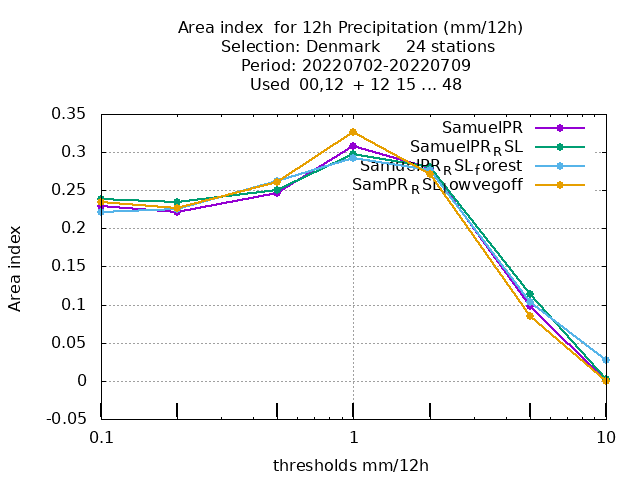 Area index  for 12h Precipitation (mm/12h)
Selection: Denmark     24 stations
Period: 20220702-20220709
Used  00,12  + 12 15 ... 48
0.35
0.3
0.25
0.2
0.15
0.1
0.05
0
-0.05
Area index
SamuelPR
SamuelPR_RSL
SamuelPR_RSL_forest
SamPR_RSL_lowvegoff
0.1
1
10
thresholds mm/12h